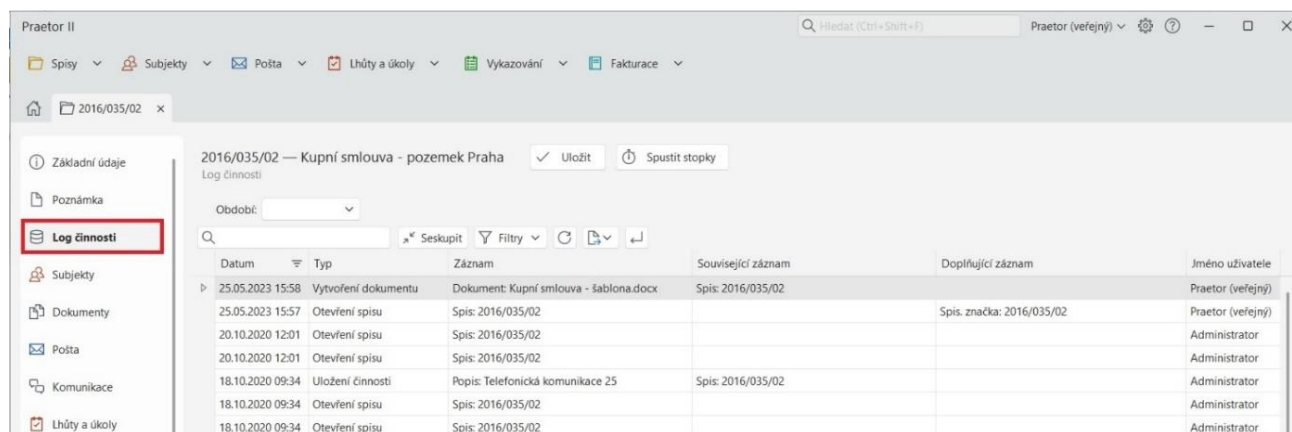 Praetor II
Hledat (Ctrl+Shift+F)
Praetor (veřejný)
Spisy
Subjekty
Pošta
Lhůty a úkoly
Vykazování
Fakturace
2016/035/02
Základní údaje
Poznámka
Log činnosti
Subjekty
Dokumenty
Pošta
Komunikace
Lhůty a úkoly
2016/035/02 — Kupní smlouva - pozemek Praha
Uložit
Spustit stopky
Log činnosti
Období:
Seskupit
Filtry
Datum Typ Záznam Související záznam Doplňující záznam Jméno uživatele
25.05.2023 15:58 Vytvoření dokumentu Dokument: Kupní smlouva - šablona.docx Spis: 2016/035/02 Praetor (veřejný)
25.05.2023 15:57 Otevření spisu Spis: 2016/035/02 Spis. značka: 2016/035/02 Praetor (veřejný)
20.10.2020 12:01 Otevření spisu Spis: 2016/035/02 Administrator
20.10.2020 12:01 Otevření spisu Spis: 2016/035/02 Administrator
18.10.2020 09:34 Uložení činnosti Popis: Telefonická komunikace 25 Spis: 2016/035/02 Administrator
18.10.2020 09:34 Otevření spisu Spis: 2016/035/02 Administrator
18.10.2020 09:34 Otevření spisu Spis: 2016/035/02 Administrator